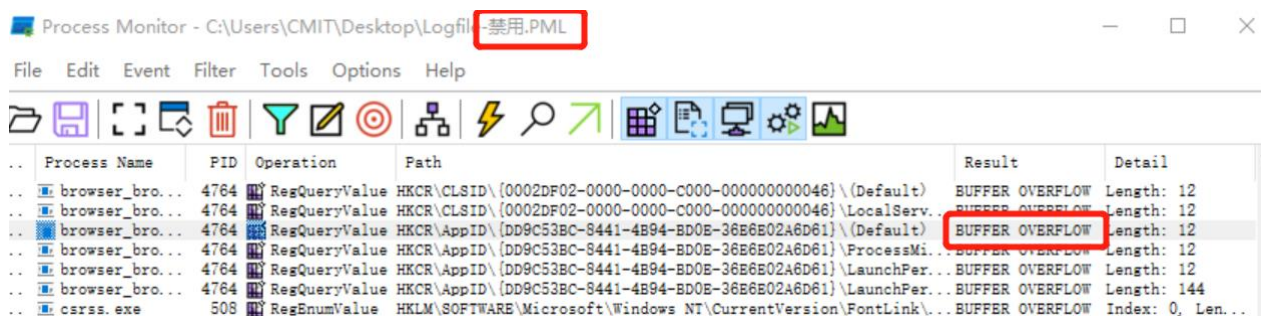 Process Monitor - C:\Users\CMIT\Desktop\Logfile-禁用.PML
File Edit Event Filter Tools Options Help
.. Process Name PID Operation Path Result Detail
.. browser_bro... 4764 RegQueryValue HKCR\CLSID\{0002DF02-0000-0000-C000-000000000046}\(Default) BUFFER OVERFLOW Length: 12
.. browser_bro... 4764 RegQueryValue HKCR\CLSID\{0002DF02-0000-0000-C000-000000000046}\LocalServ... BUFFER OVERFLOW Length: 12
.. browser_bro... 4764 RegQueryValue HKCR\AppID\{DD9C53BC-8441-4B94-BD0E-36E6E02A6D61}\(Default) BUFFER OVERFLOW Length: 12
.. browser_bro... 4764 RegQueryValue HKCR\AppID\{DD9C53BC-8441-4B94-BD0E-36E6E02A6D61}\ProcessMi... BUFFER OVERFLOW Length: 12
.. browser_bro... 4764 RegQueryValue HKCR\AppID\{DD9C53BC-8441-4B94-BD0E-36E6E02A6D61}\LaunchPer... BUFFER OVERFLOW Length: 12
.. browser_bro... 4764 RegQueryValue HKCR\AppID\{DD9C53BC-8441-4B94-BD0E-36E6E02A6D61}\LaunchPer... BUFFER OVERFLOW Length: 144
.. csrss.exe 508 RegEnumValue HKLM\SOFTWARE\Microsoft\Windows NT\CurrentVersion\FontLink\... BUFFER OVERFLOW Index: 0, Len...